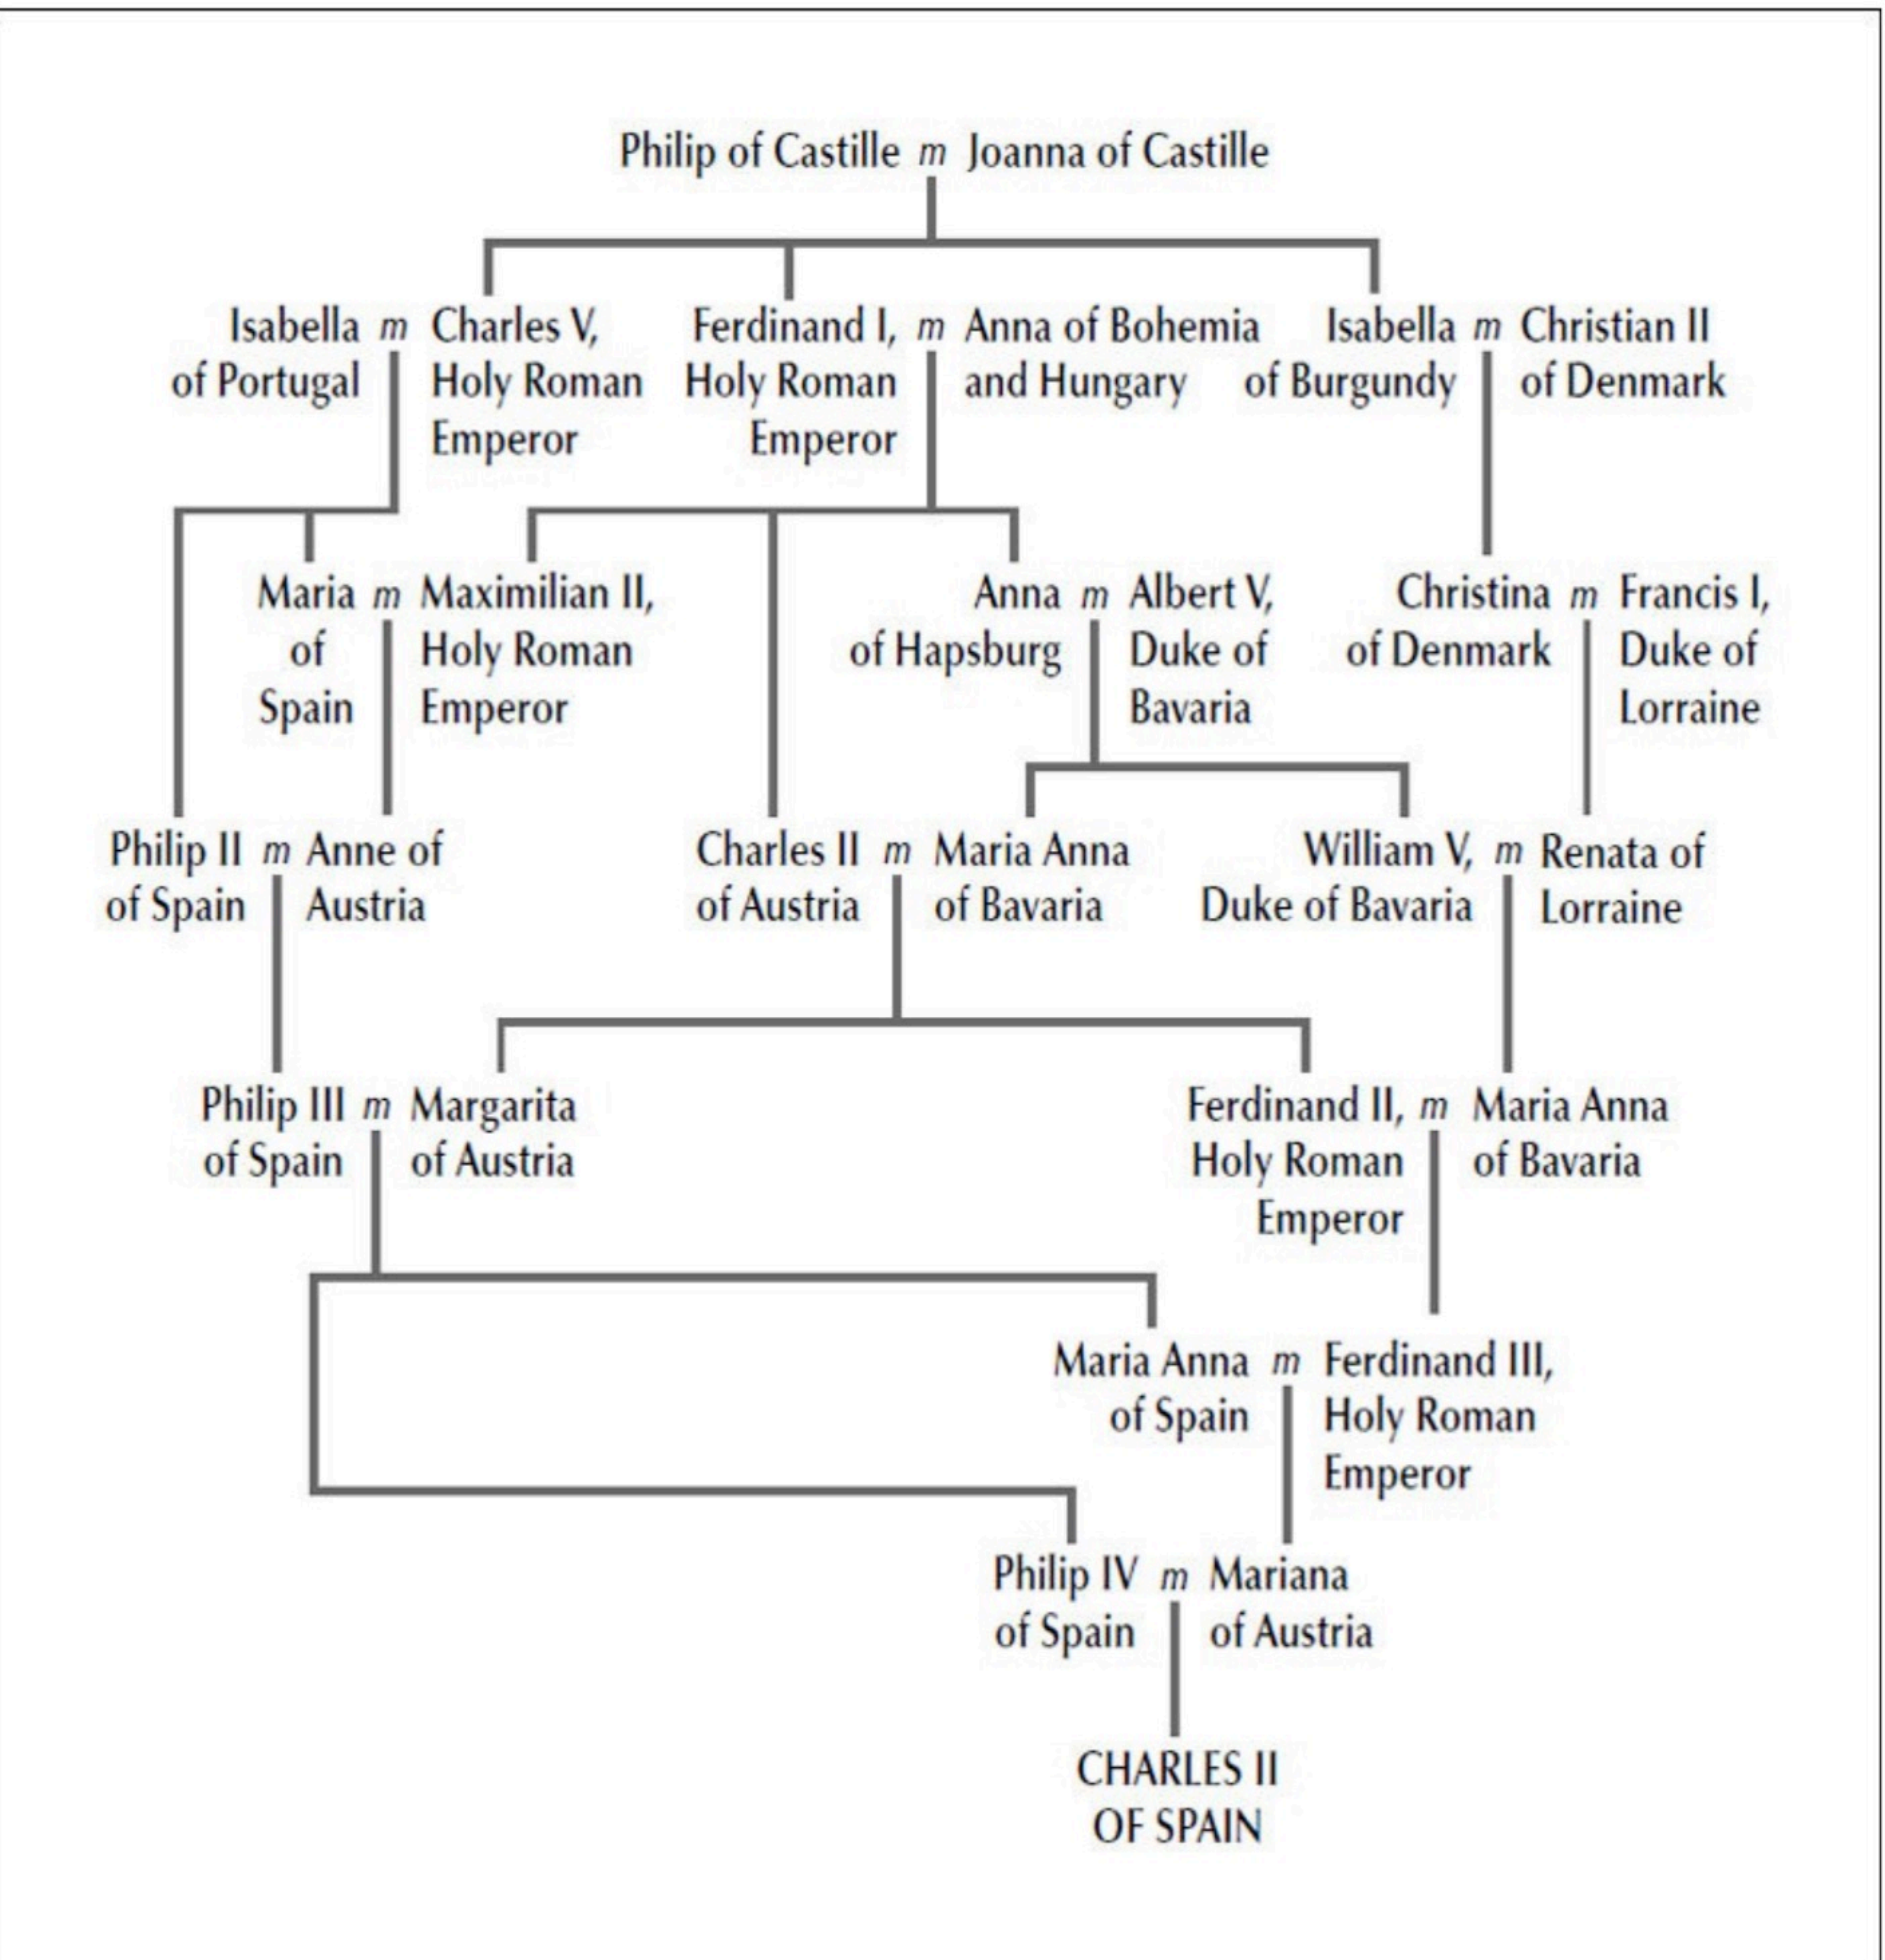 Philip of Castille m Joanna of Castille
Isabella m Charles V, Ferdinand I, m Anna of Bohemia Isabella m Christian II
of Portugal Holy Roman Holy Roman and Hungary of Burgundy of Denmark
Emperor Emperor
Maria m Maximilian II, Anna m Albert V, Christina m Francis I,
of Holy Roman of Hapsburg Duke of of Denmark Duke of
Spain Emperor Bavaria Lorraine
Philip II m Anne of Charles II m Maria Anna William V, m Renata of
of Spain Austria of Austria of Bavaria Duke of Bavaria Lorraine
Philip III m Margarita Ferdinand II, m Maria Anna
of Spain of Austria Holy Roman of Bavaria
Emperor
Maria Anna m Ferdinand III,
of Spain Holy Roman
Emperor
Philip IV m Mariana
of Spain of Austria
CHARLES II
OF SPAIN